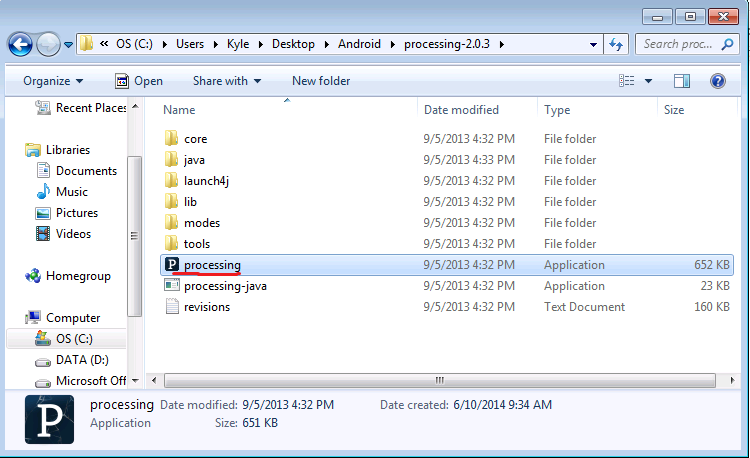 « OS (C:) ▸ Users ▸ Kyle ▸ Desktop ▸ Android ▸ processing-2.0.3 ▸
Search proc...
Organize Open Share with New folder
Name Date modified Type Size
Recent Places
Libraries
Documents
Music
Pictures
Videos
Homegroup
Computer
OS (C:)
DATA (D:)
Microsoft Off
core 9/5/2013 4:32 PM File folder
java 9/5/2013 4:33 PM File folder
launch4j 9/5/2013 4:32 PM File folder
lib 9/5/2013 4:32 PM File folder
modes 9/5/2013 4:32 PM File folder
tools 9/5/2013 4:32 PM File folder
processing 9/5/2013 4:32 PM Application 652 KB
processing-java 9/5/2013 4:32 PM Application 23 KB
revisions 9/5/2013 4:32 PM Text Document 160 KB
P
processing Date modified: 9/5/2013 4:32 PM Date created: 6/10/2014 9:34 AM
Application Size: 651 KB